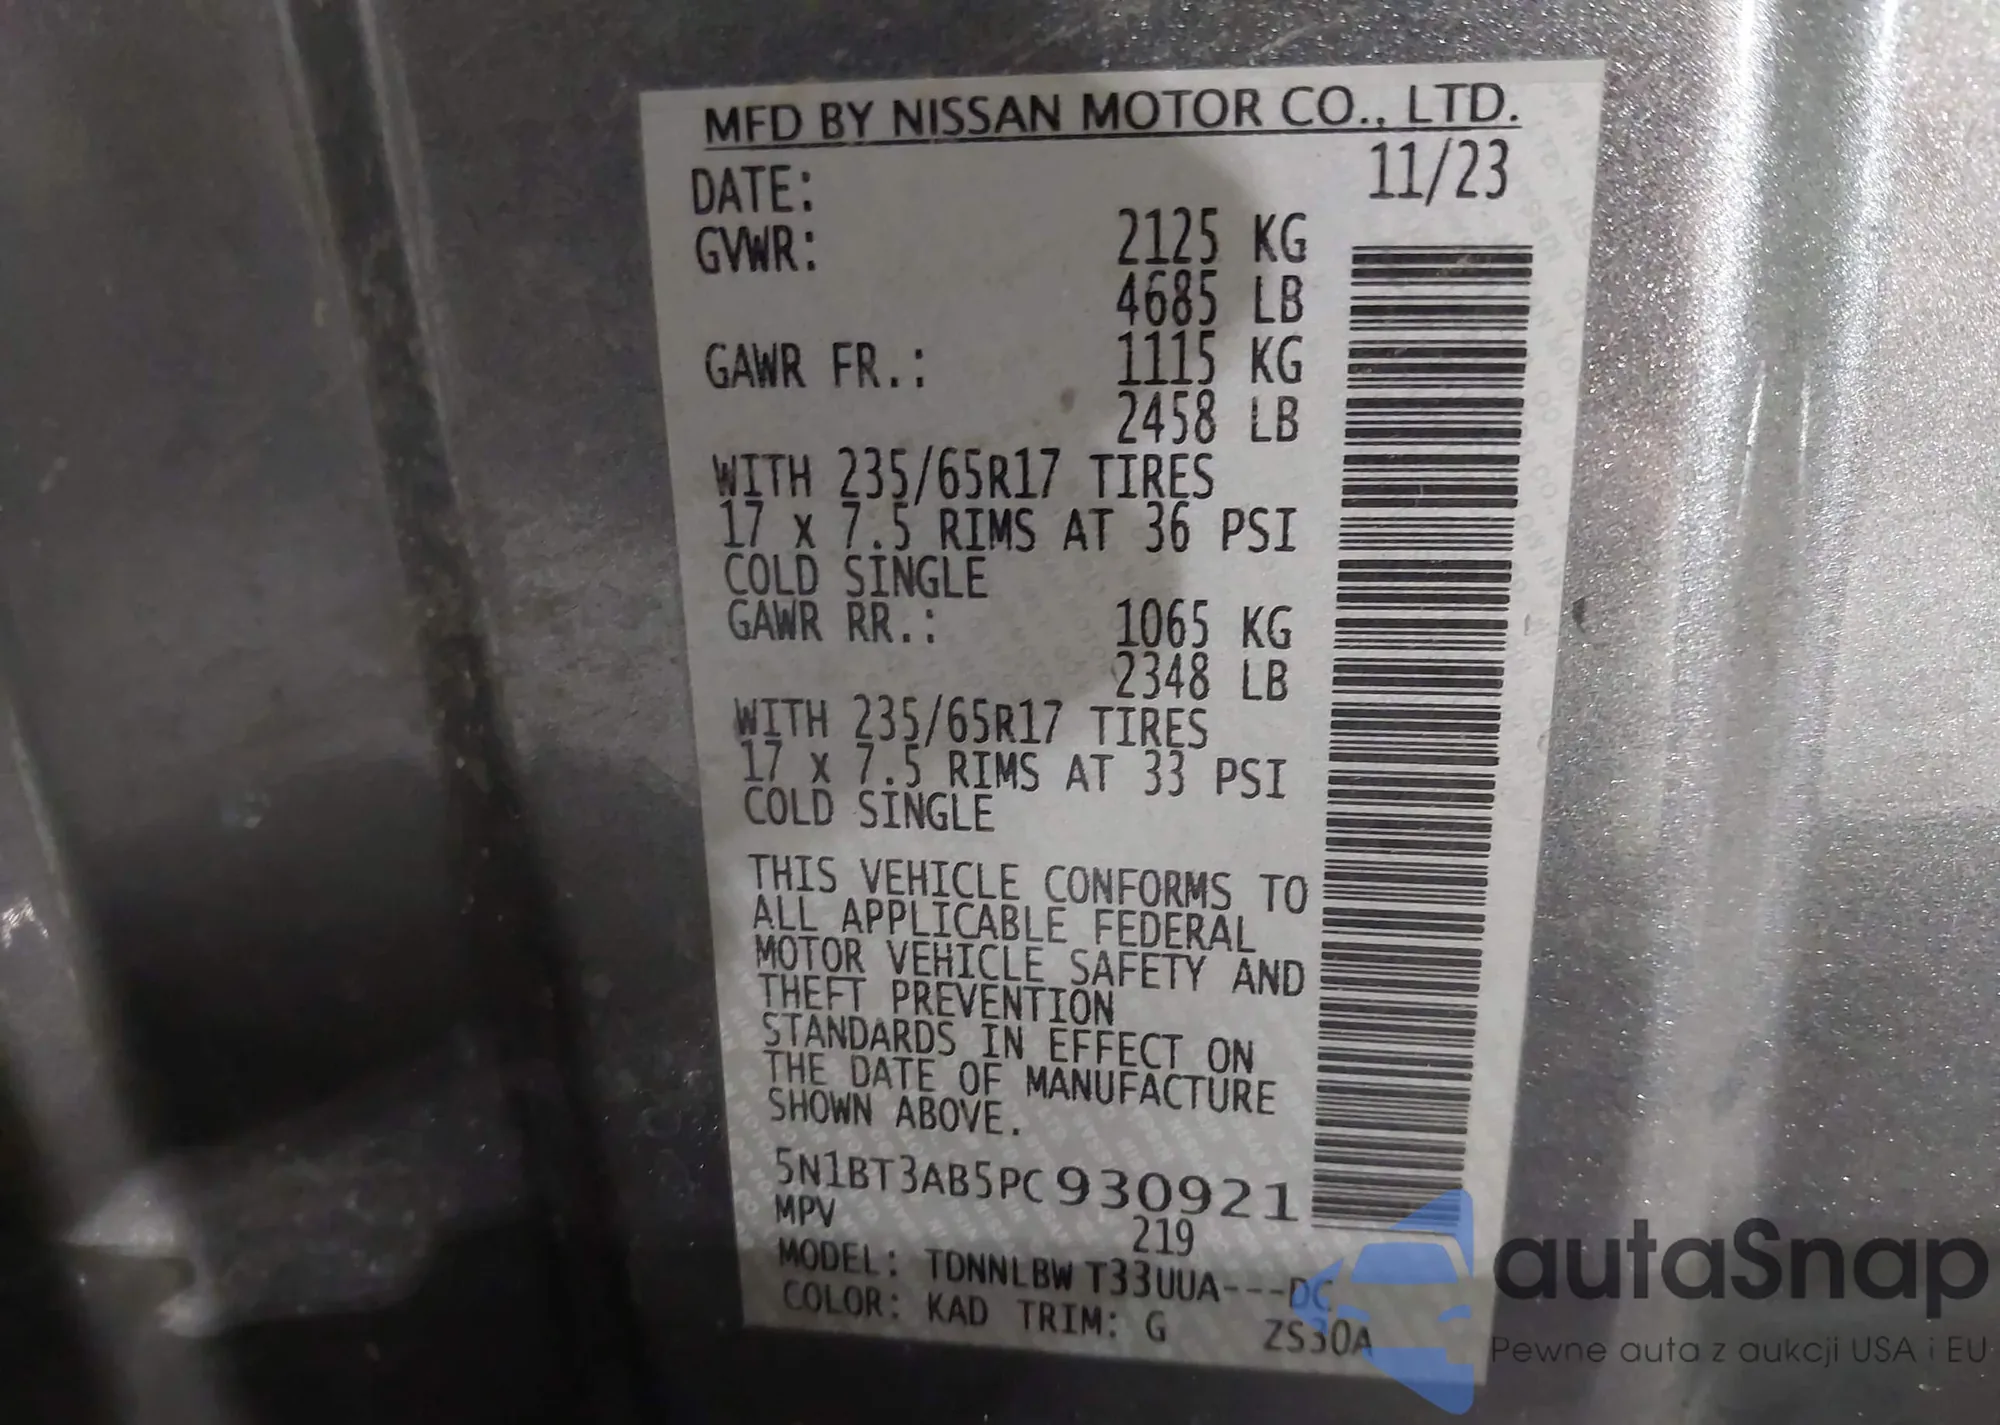 MFD BY NISSAN MOTOR CO., LTD.
DATE: 11/23
GVWR: 2125 KG
4685 LB
GAWR FR.: 1115 KG
2458 LB
WITH 235/65R17 TIRES
17 x 7.5 RIMS AT 36 PSI
COLD SINGLE
GAWR RR.: 1065 KG
2348 LB
WITH 235/65R17 TIRES
17 x 7.5 RIMS AT 33 PSI
COLD SINGLE
THIS VEHICLE CONFORMS TO
ALL APPLICABLE FEDERAL
MOTOR VEHICLE SAFETY AND
THEFT PREVENTION
STANDARDS IN EFFECT ON
THE DATE OF MANUFACTURE
SHOWN ABOVE.
5N1BT3AB5PC930921
MPV 219
MODEL: TDNNLBW T33UUA---DC
COLOR: KAD TRIM: G ZS30A
autaSnap
Pewne auta z aukcji USA i EU